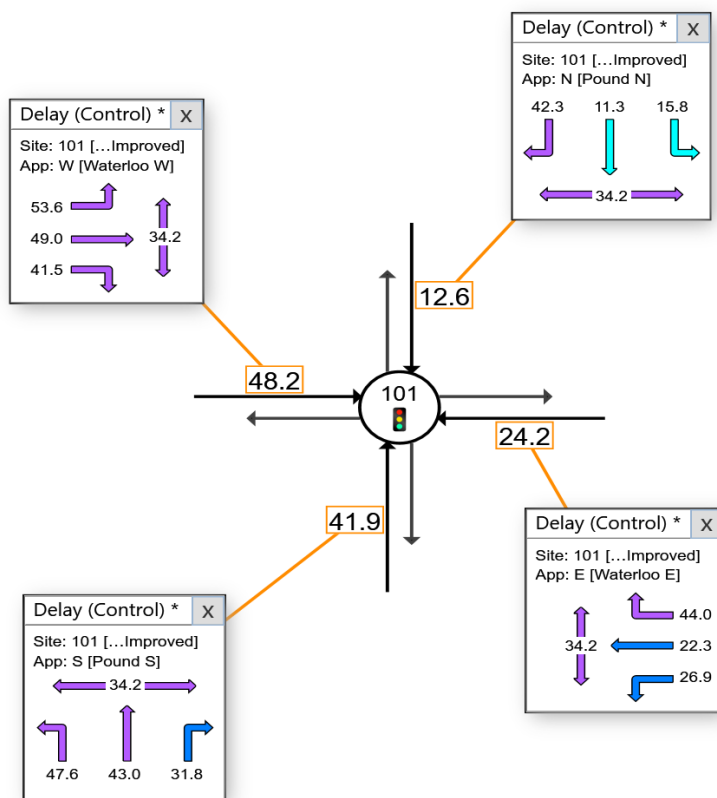 Delay (Control) * X
Site: 101 [...Improved]
App: N [Pound N]
42.3 11.3 15.8
34.2
Delay (Control) * X
Site: 101 [...Improved]
App: W [Waterloo W]
53.6
49.0 34.2
41.5
12.6
48.2
101
24.2
41.9
Delay (Control) * X
Site: 101 [...Improved]
App: E [Waterloo E]
44.0
34.2 22.3
26.9
Delay (Control) * X
Site: 101 [...Improved]
App: S [Pound S]
34.2
47.6 43.0 31.8